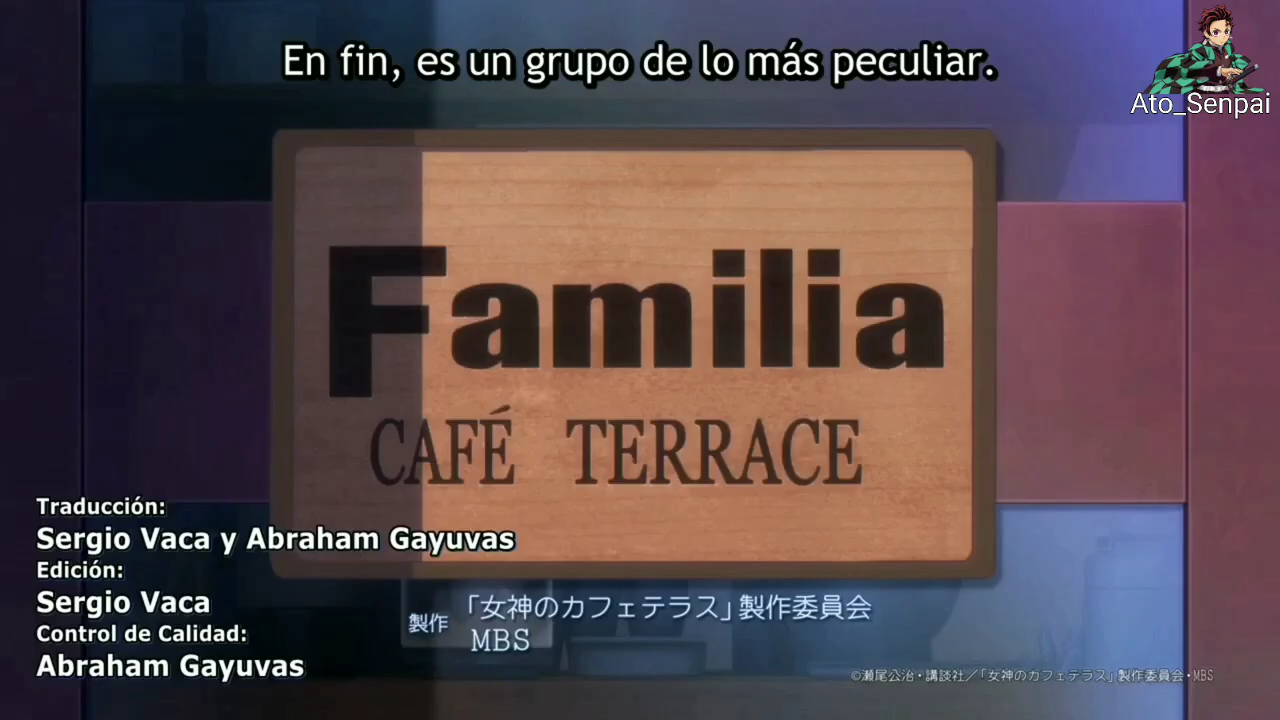 En fin, es un grupo de lo más peculiar.
Ato_Senpai
Familia
CAFÉ TERRACE
Traducción:
Sergio Vaca y Abraham Gayuvas
Edición:
Sergio Vaca
Control de Calidad:
Abraham Gayuvas
製作 「女神のカフェテラス」製作委員会
MBS
©瀬尾公治・講談社／「女神のカフェテラス」製作委員会・MBS